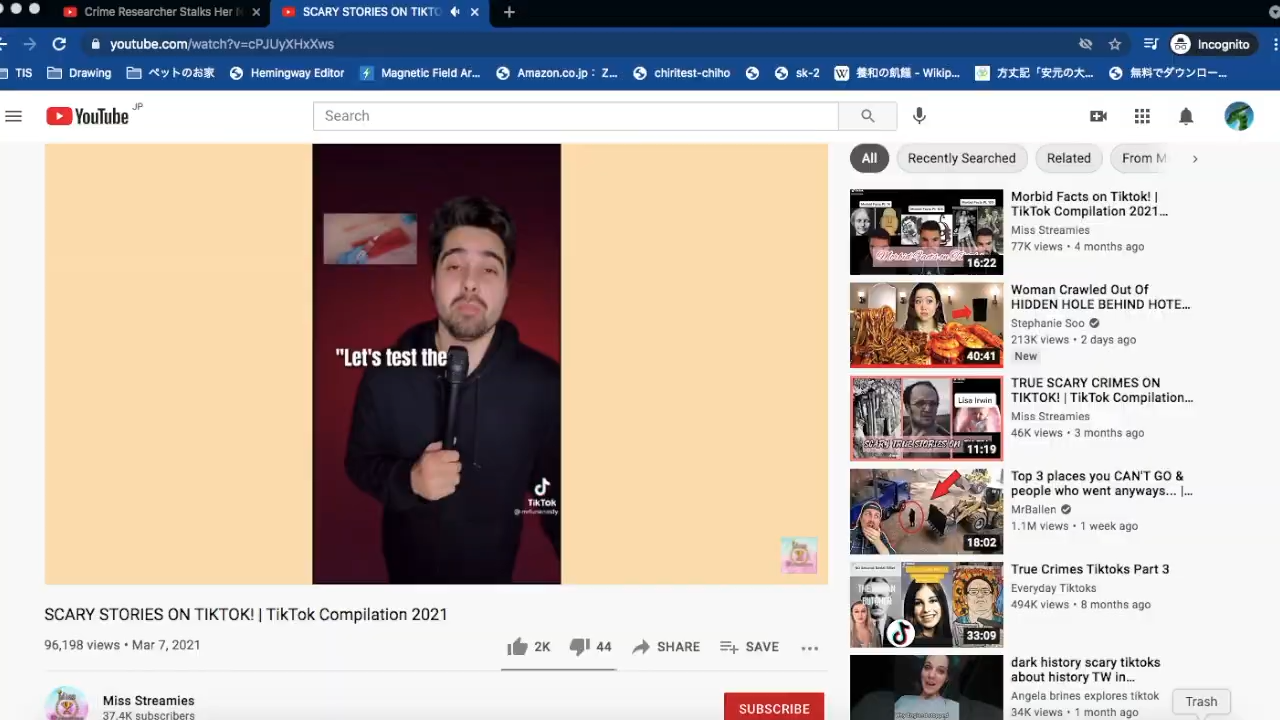 Crime Researcher Stalks Her
SCARY STORIES ON TIKTO
youtube.com/watch?v=cPJUyXHxXws
Incognito
TIS
Drawing
ペットのお家
Hemingway Editor
Magnetic Field Ar...
Amazon.co.jp： Z...
chiritest-chiho
sk-2
養和の飢饉 - Wikip...
方丈記「安元の大...
無料でダウンロー...
YouTube JP
Search
All
Recently Searched
Related
From M
"Let's test the
TikTok
16:22
Morbid Facts on Tiktok! |
TikTok Compilation 2021...
Miss Streamies
77K views • 4 months ago
40:41
Woman Crawled Out Of
HIDDEN HOLE BEHIND HOTE...
Stephanie Soo
213K views • 2 days ago
New
Lisa Irwin
SCARY TRUE STORIES ON
11:19
TRUE SCARY CRIMES ON
TIKTOK! | TikTok Compilation...
Miss Streamies
46K views • 3 months ago
18:02
Top 3 places you CAN'T GO &
people who went anyways... |...
MrBallen
1.1M views • 1 week ago
33:09
True Crimes Tiktoks Part 3
Everyday Tiktoks
494K views • 8 months ago
dark history scary tiktoks
about history TW in...
Angela brines explores tiktok
34K views • 1 month ago
Trash
SCARY STORIES ON TIKTOK! | TikTok Compilation 2021
96,198 views • Mar 7, 2021
2K
44
SHARE
SAVE
Miss Streamies
37.4K subscribers
SUBSCRIBE